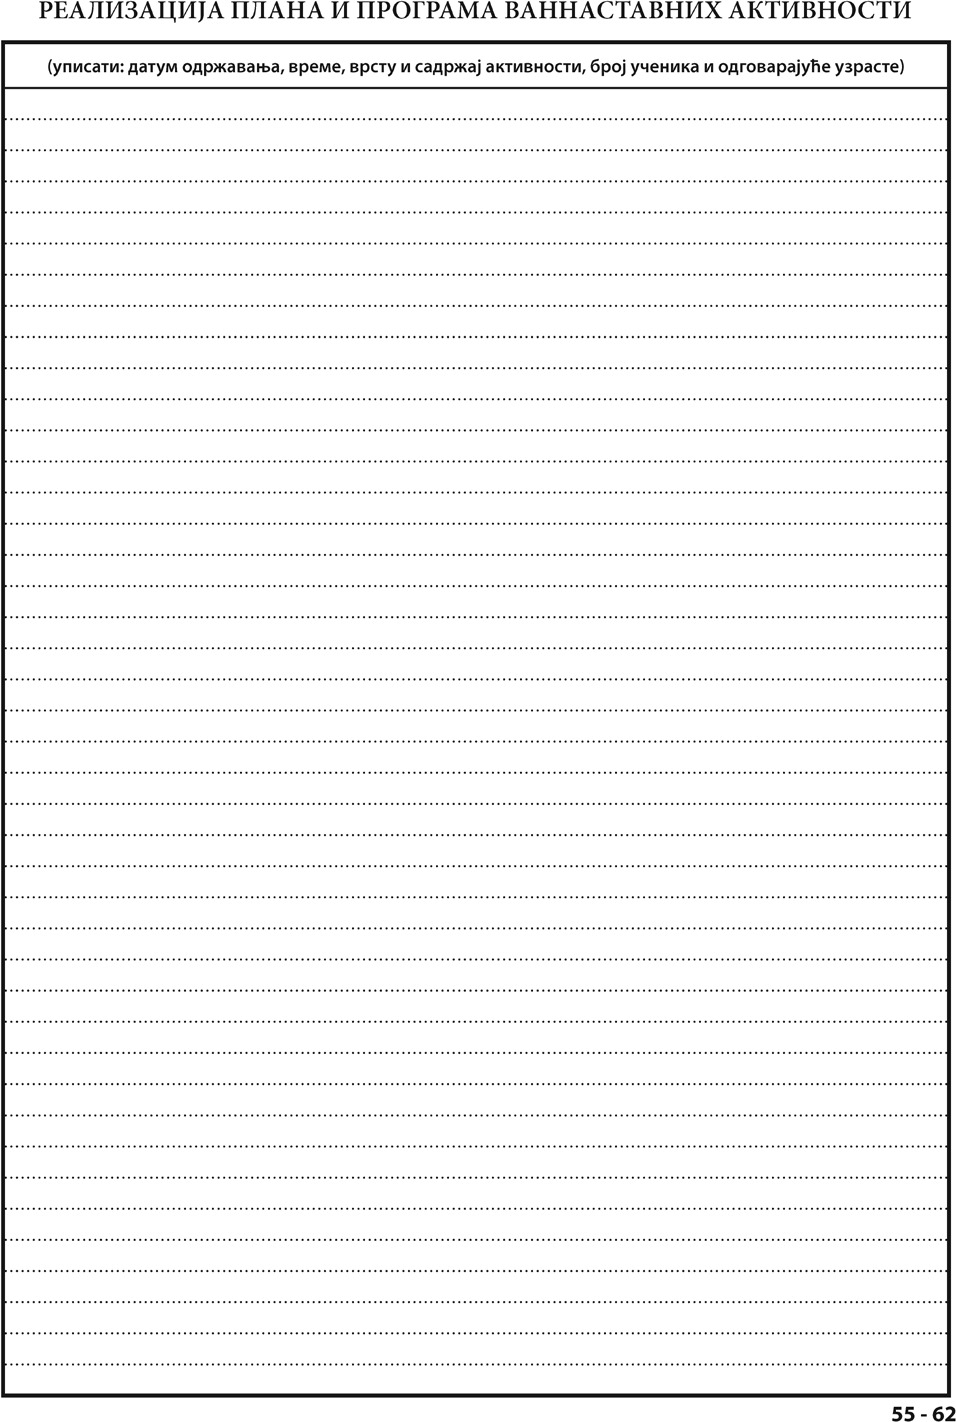 РЕАЛИЗАЦИЈА ПЛАНА И ПРОГРАМА ВАННАСТАВНИХ АКТИВНОСТИ
(уписати: датум одржавања, време, врсту и садржај активности, број ученика и одговарајуће узрасте)
55 - 62